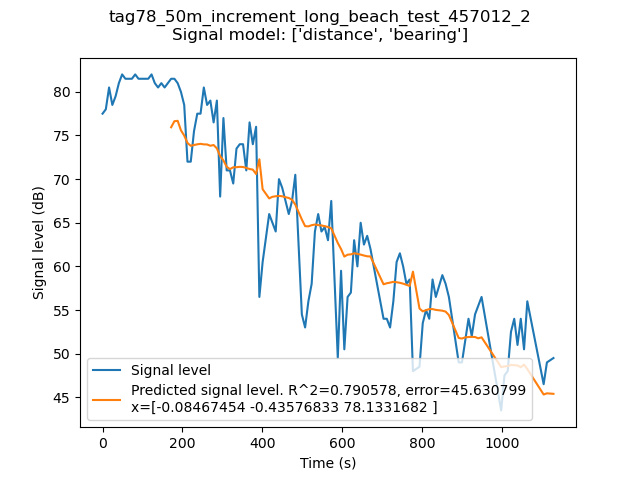 tag78_50m_increment_long_beach_test_457012_2
Signal model: ['distance', 'bearing']
Signal level (dB)
80
75
70
65
60
55
50
45
Signal level
Predicted signal level. R^2=0.790578, error=45.630799
x=[-0.08467454 -0.43576833 78.1331682 ]
0 200 400 600 800 1000
Time (s)